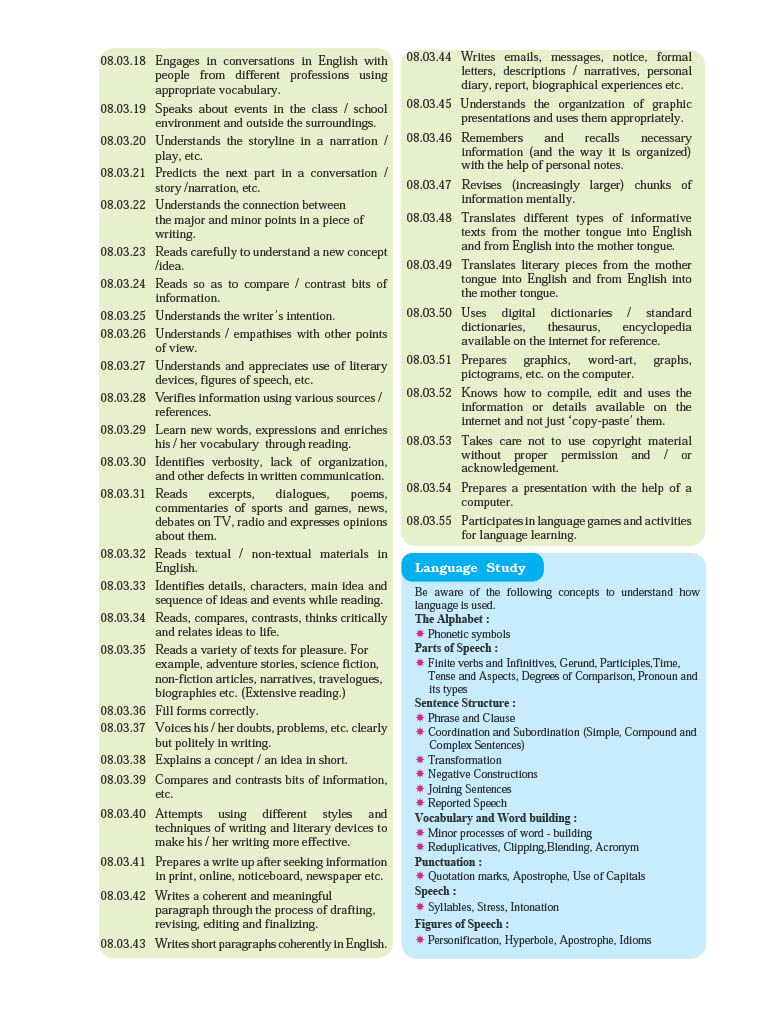 08.03.18 Engages in conversations in English with
people from different professions using
appropriate vocabulary.
08.03.19 Speaks about events in the class / school
environment and outside the surroundings.
08.03.20 Understands the storyline in a narration /
play, etc.
08.03.21 Predicts the next part in a conversation /
story /narration, etc.
08.03.22 Understands the connection between
the major and minor points in a piece of
writing.
08.03.23 Reads carefully to understand a new concept
/idea.
08.03.24 Reads so as to compare / contrast bits of
information.
08.03.25 Understands the writer's intention.
08.03.26 Understands / empathises with other points
of view.
08.03.27 Understands and appreciates use of literary
devices, figures of speech, etc.
08.03.28 Verifies information using various sources /
references.
08.03.29 Learn new words, expressions and enriches
his / her vocabulary through reading.
08.03.30 Identifies verbosity, lack of organization,
and other defects in written communication.
08.03.31 Reads excerpts, dialogues, poems,
commentaries of sports and games, news,
debates on TV, radio and expresses opinions
about them.
08.03.32 Reads textual / non-textual materials in
English.
08.03.33 Identifies details, characters, main idea and
sequence of ideas and events while reading.
08.03.34 Reads, compares, contrasts, thinks critically
and relates ideas to life.
08.03.35 Reads a variety of texts for pleasure. For
example, adventure stories, science fiction,
non-fiction articles, narratives, travelogues,
biographies etc. (Extensive reading.)
08.03.36 Fill forms correctly.
08.03.37 Voices his / her doubts, problems, etc. clearly
but politely in writing.
08.03.38 Explains a concept / an idea in short.
08.03.39 Compares and contrasts bits of information,
etc.
08.03.40 Attempts using different styles and
techniques of writing and literary devices to
make his / her writing more effective.
08.03.41 Prepares a write up after seeking information
in print, online, noticeboard, newspaper etc.
08.03.42 Writes a coherent and meaningful
paragraph through the process of drafting,
revising, editing and finalizing.
08.03.43 Writes short paragraphs coherently in English.
08.03.44 Writes emails, messages, notice, formal
letters, descriptions / narratives, personal
diary, report, biographical experiences etc.
08.03.45 Understands the organization of graphic
presentations and uses them appropriately.
08.03.46 Remembers and recalls necessary
information (and the way it is organized)
with the help of personal notes.
08.03.47 Revises (increasingly larger) chunks of
information mentally.
08.03.48 Translates different types of informative
texts from the mother tongue into English
and from English into the mother tongue.
08.03.49 Translates literary pieces from the mother
tongue into English and from English into
the mother tongue.
08.03.50 Uses digital dictionaries / standard
dictionaries, thesaurus, encyclopedia
available on the internet for reference.
08.03.51 Prepares graphics, word-art, graphs,
pictograms, etc. on the computer.
08.03.52 Knows how to compile, edit and uses the
information or details available on the
internet and not just 'copy-paste' them.
08.03.53 Takes care not to use copyright material
without proper permission and / or
acknowledgement.
08.03.54 Prepares a presentation with the help of a
computer.
08.03.55 Participates in language games and activities
for language learning.
Language Study
Be aware of the following concepts to understand how
language is used.
The Alphabet :
✷ Phonetic symbols
Parts of Speech :
✷ Finite verbs and Infinitives, Gerund, Participles,Time,
Tense and Aspects, Degrees of Comparison, Pronoun and
its types
Sentence Structure :
✷ Phrase and Clause
✷ Coordination and Subordination (Simple, Compound and
Complex Sentences)
✷ Transformation
✷ Negative Constructions
✷ Joining Sentences
✷ Reported Speech
Vocabulary and Word building :
✷ Minor processes of word - building
✷ Reduplicatives, Clipping,Blending, Acronym
Punctuation :
✷ Quotation marks, Apostrophe, Use of Capitals
Speech :
✷ Syllables, Stress, Intonation
Figures of Speech :
✷ Personification, Hyperbole, Apostrophe, Idioms